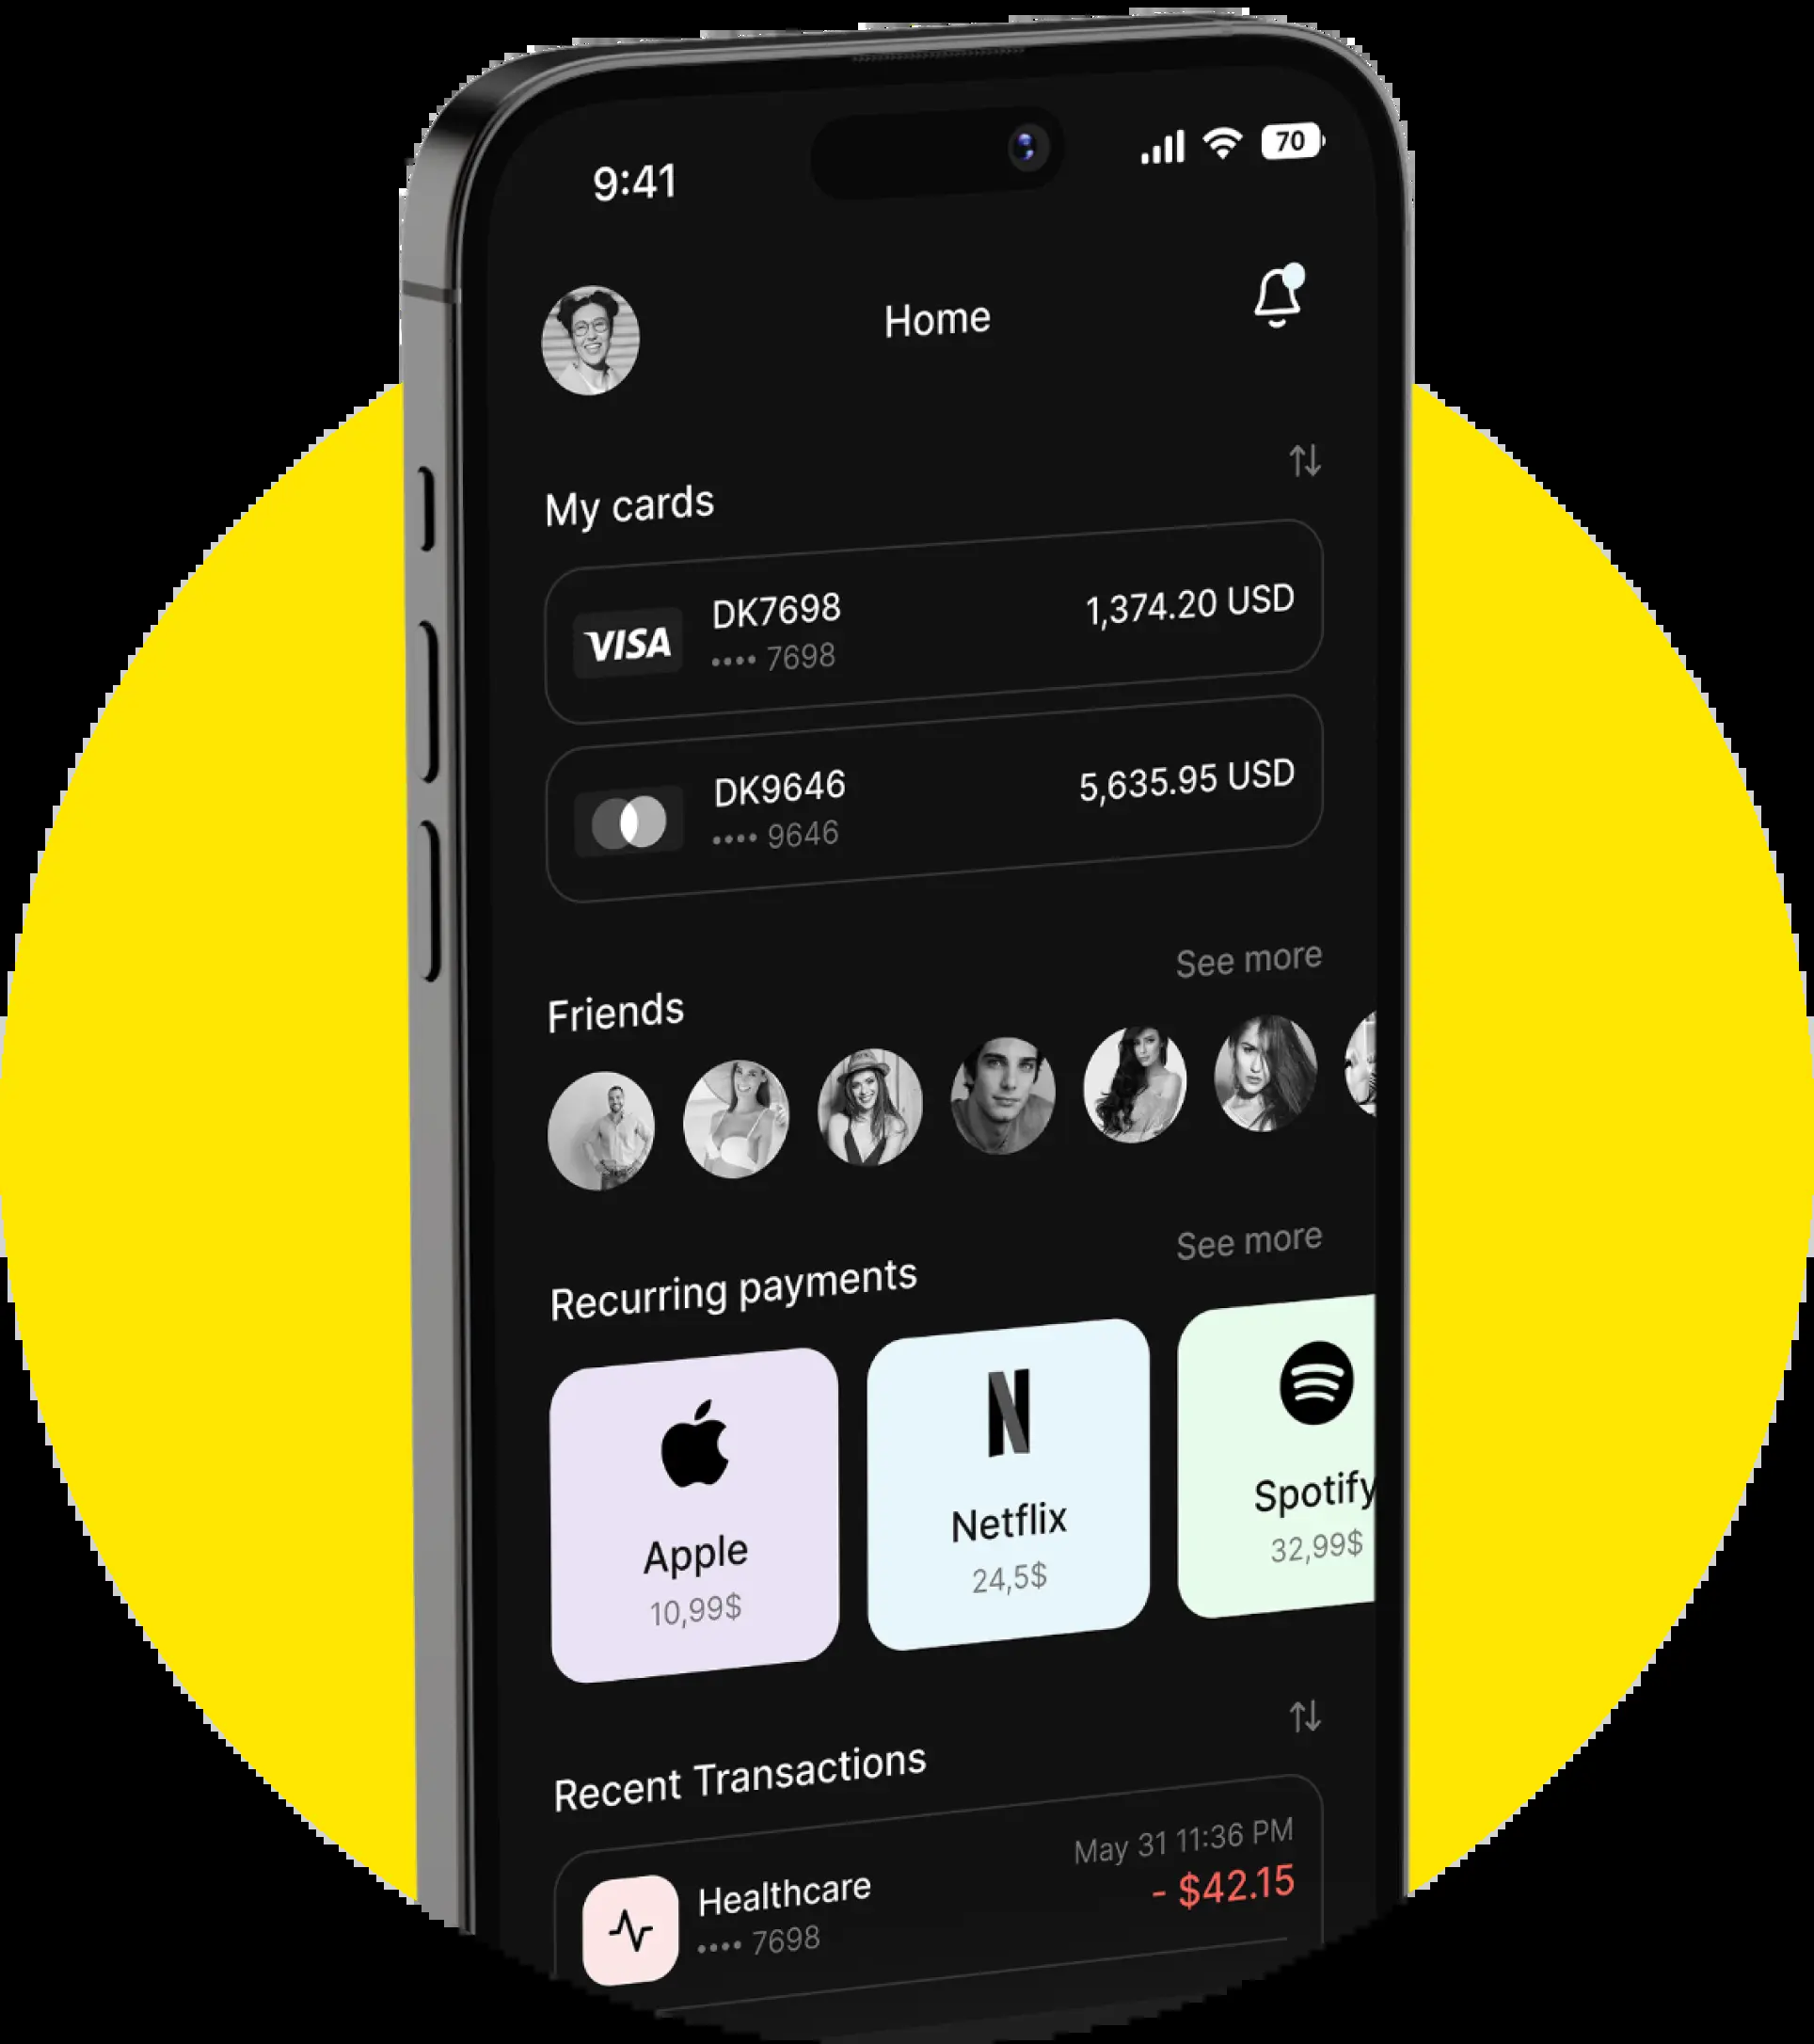 9:41
70
Home
My cards
VISA
DK7698
1,374.20 USD
•••• 7698
DK9646
5,635.95 USD
•••• 9646
See more
Friends
See more
Recurring payments
Apple
10,99$
Netflix
24,5$
Spotify
32,99$
Recent Transactions
May 31 11:36 PM
Healthcare
- $42.15
•••• 7698